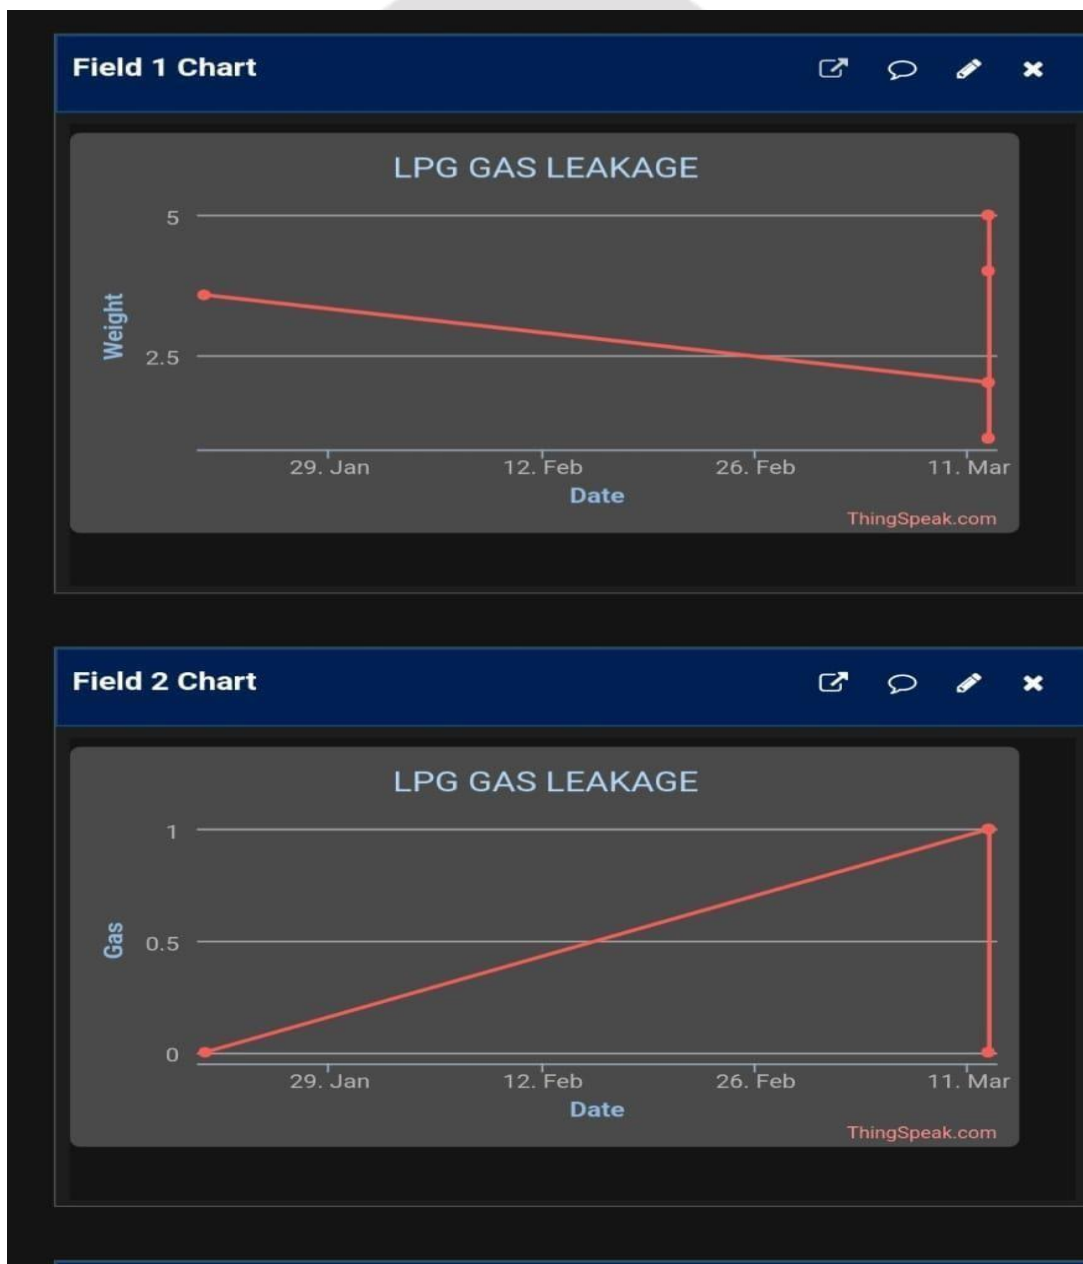 Field 1 Chart
LPG GAS LEAKAGE
5
Weight
2.5
29. Jan 12. Feb 26. Feb 11. Mar
Date
ThingSpeak.com
Field 2 Chart
LPG GAS LEAKAGE
1
Gas
0.5
0
29. Jan 12. Feb 26. Feb 11. Mar
Date
ThingSpeak.com